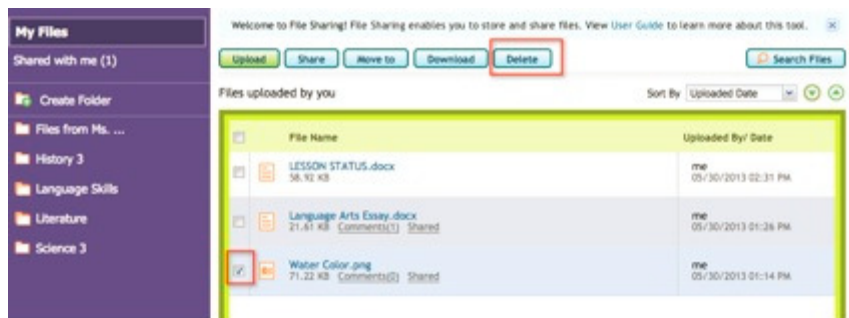 My Files
Shared with me (1)
Create Folder
Files from Ms. ...
History 3
Language Skills
Literature
Science 3
Welcome to File Sharing! File Sharing enables you to store and share files. View User Guide to learn more about this tool.
Upload Share Move to Download Delete Search Files
Files uploaded by you Sort By Uploaded Date
File Name Uploaded By/ Date
LESSON STATUS.docx me
58.92 KB 05/30/2013 02:31 PM
Language Arts Essay.docx me
21.61 KB Comments(1) Shared 05/30/2013 01:26 PM
Water Color.png me
71.22 KB Comments(0) Shared 05/30/2013 01:14 PM